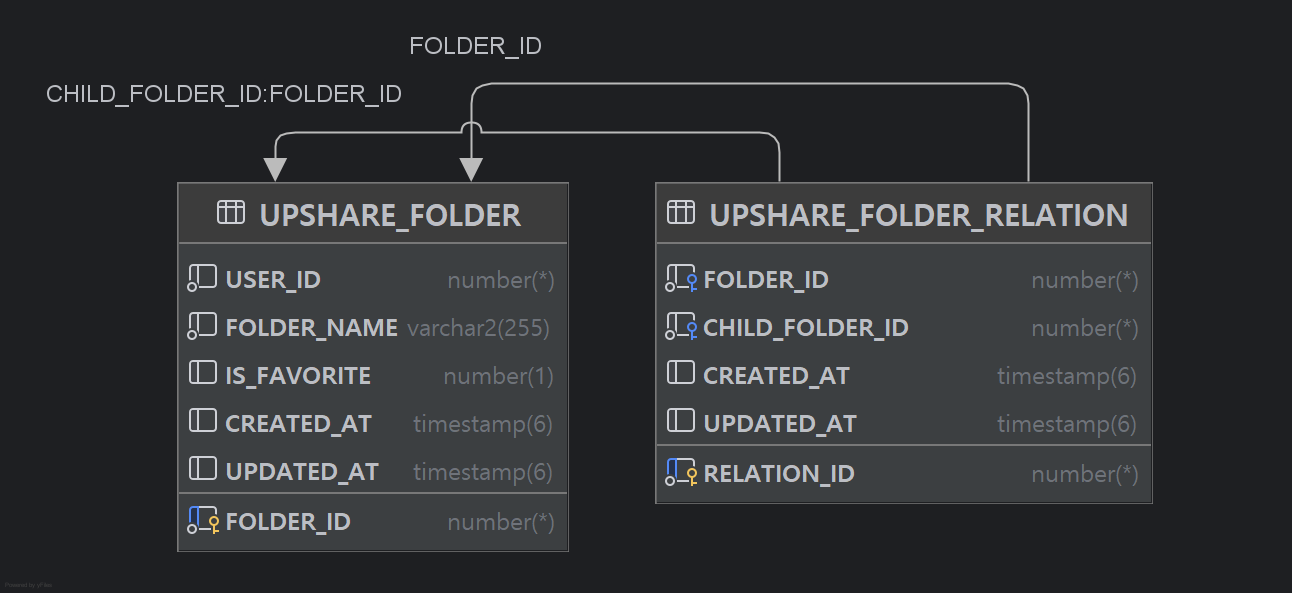 FOLDER_ID
CHILD_FOLDER_ID:FOLDER_ID
UPSHARE_FOLDER
USER_ID number(*)
FOLDER_NAME varchar2(255)
IS_FAVORITE number(1)
CREATED_AT timestamp(6)
UPDATED_AT timestamp(6)
FOLDER_ID number(*)
UPSHARE_FOLDER_RELATION
FOLDER_ID number(*)
CHILD_FOLDER_ID number(*)
CREATED_AT timestamp(6)
UPDATED_AT timestamp(6)
RELATION_ID number(*)
Powered by yFiles